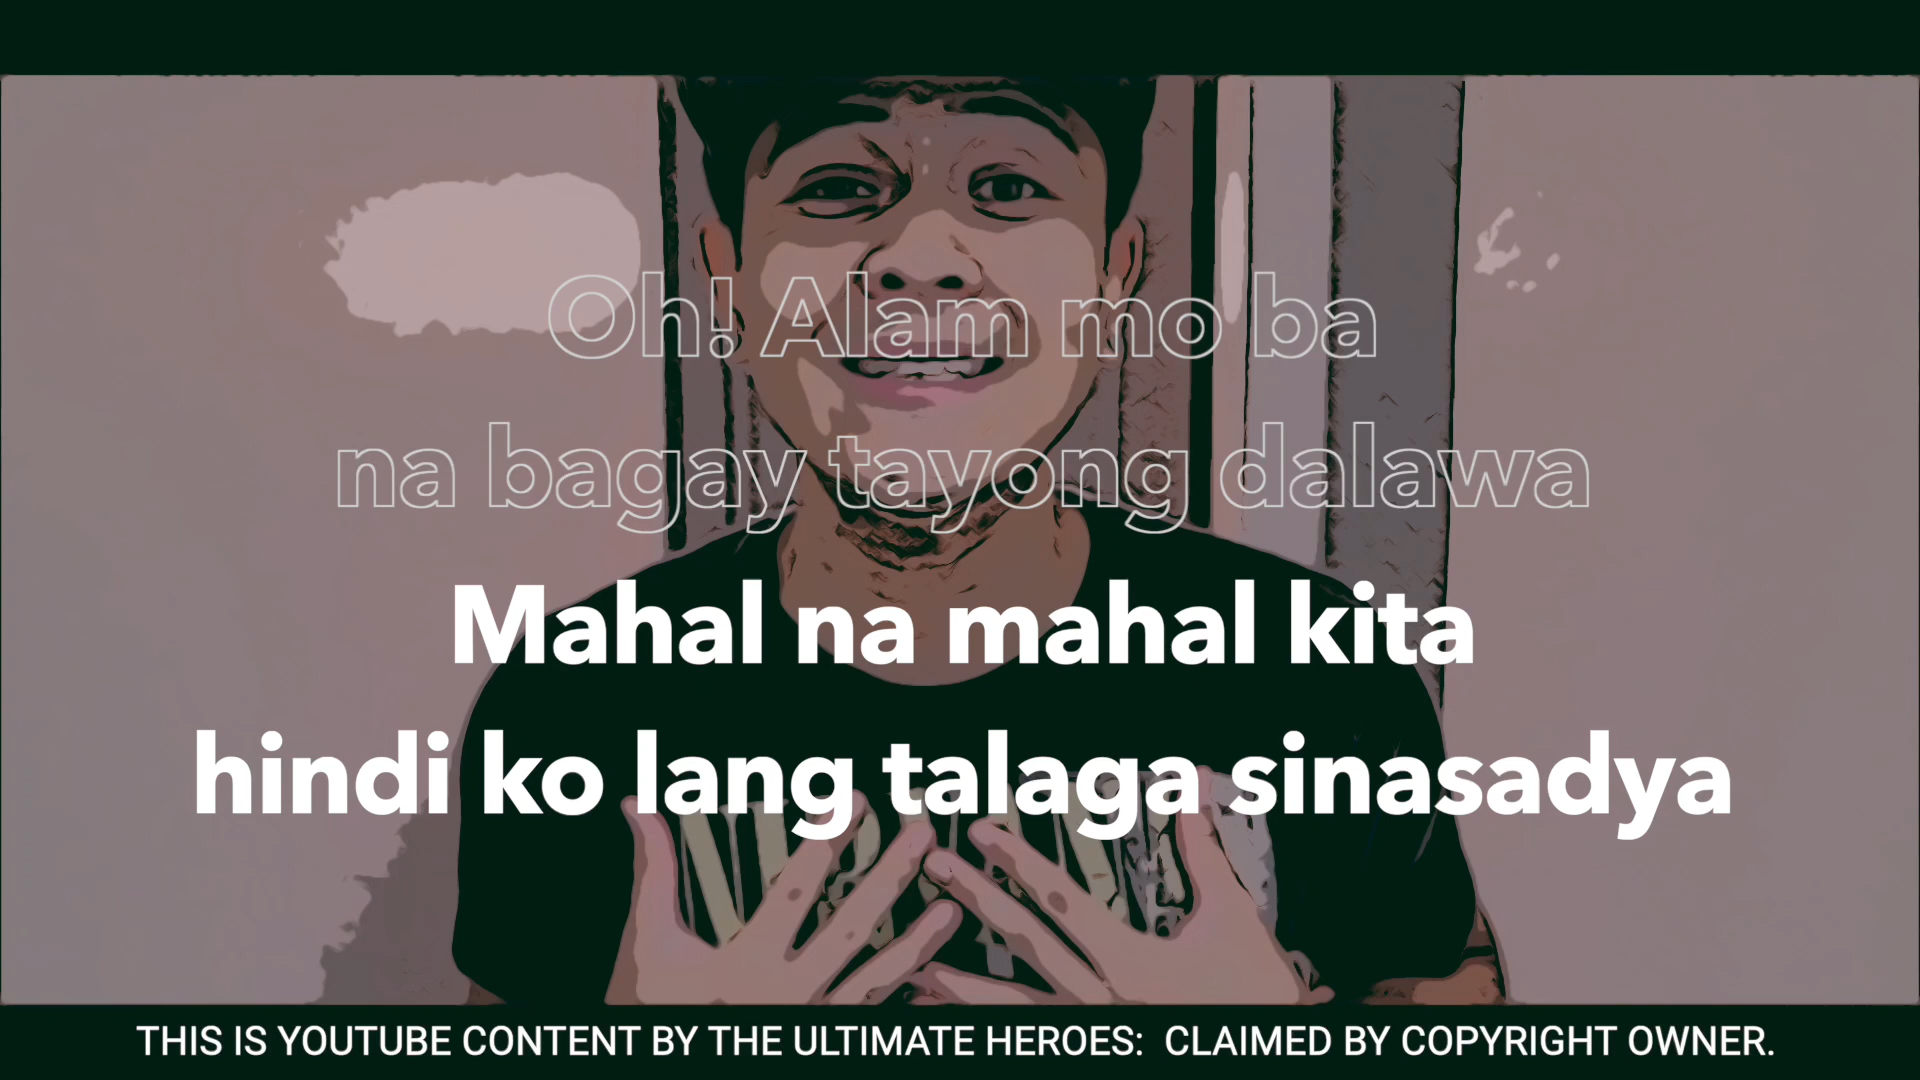 Oh! Alam mo ba
na bagay tayong dalawa
Mahal na mahal kita
hindi ko lang talaga sinasadya
THIS IS YOUTUBE CONTENT BY THE ULTIMATE HEROES: CLAIMED BY COPYRIGHT OWNER.